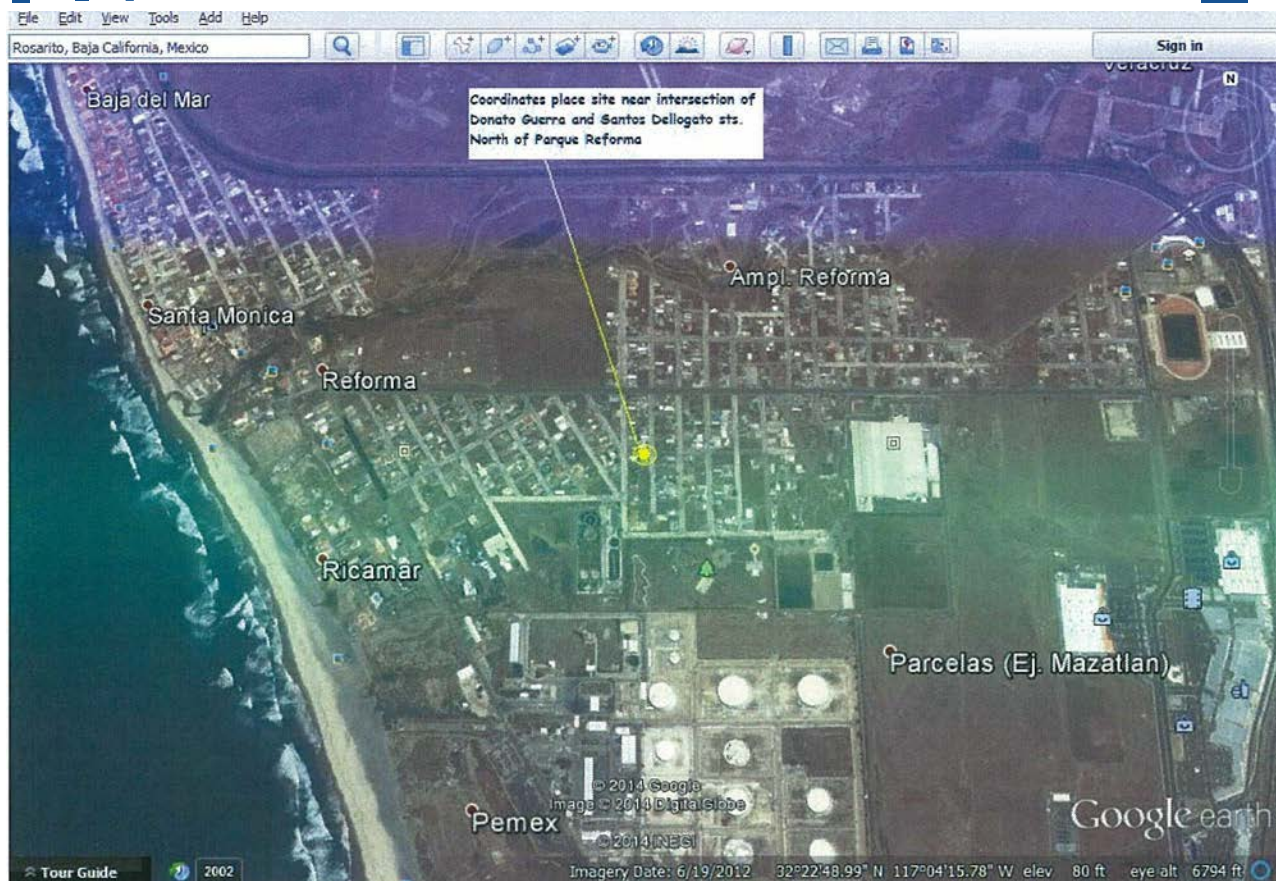 File Edit View Tools Add Help
Rosarito, Baja California, Mexico
Sign in
Veracruz
N
Baja del Mar
Coordinates place site near intersection of
Donato Guerra and Santos Dellogato sts.
North of Parque Reforma
Ampl. Reforma
Santa Monica
Reforma
Ricamar
Parcelas (Ej. Mazatlan)
Pemex
© 2014 Google
Image © 2014 DigitalGlobe
© 2014 INEGI
Google earth
Tour Guide
2002
Imagery Date: 6/19/2012 32°22'48.99" N 117°04'15.78" W elev 80 ft eye alt 6794 ft